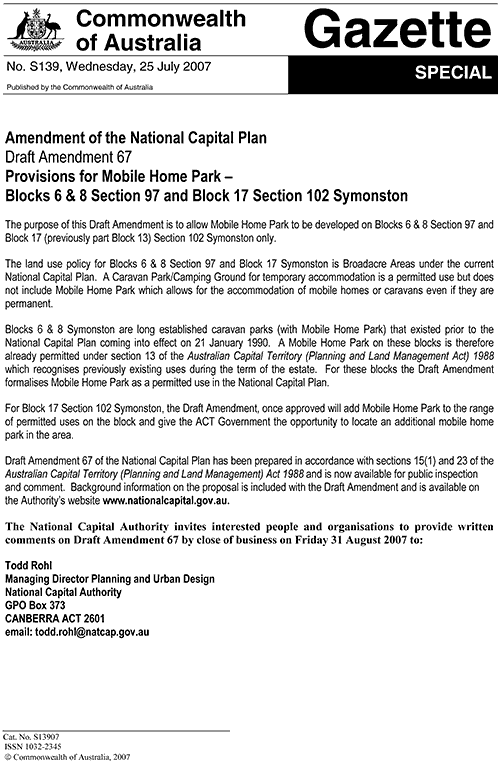 Commonwealth
of Australia
Gazette
AUSTRALIA
No. S139, Wednesday, 25 July 2007
SPECIAL
Published by the Commonwealth of Australia
Amendment of the National Capital Plan
Draft Amendment 67
Provisions for Mobile Home Park –
Blocks 6 & 8 Section 97 and Block 17 Section 102 Symonston
The purpose of this Draft Amendment is to allow Mobile Home Park to be developed on Blocks 6 & 8 Section 97 and
Block 17 (previously part Block 13) Section 102 Symonston only.
The land use policy for Blocks 6 & 8 Section 97 and Block 17 Symonston is Broadacre Areas under the current
National Capital Plan. A Caravan Park/Camping Ground for temporary accommodation is a permitted use but does
not include Mobile Home Park which allows for the accommodation of mobile homes or caravans even if they are
permanent.
Blocks 6 & 8 Symonston are long established caravan parks (with Mobile Home Park) that existed prior to the
National Capital Plan coming into effect on 21 January 1990. A Mobile Home Park on these blocks is therefore
already permitted under section 13 of the Australian Capital Territory (Planning and Land Management Act) 1988
which recognises previously existing uses during the term of the estate. For these blocks the Draft Amendment
formalises Mobile Home Park as a permitted use in the National Capital Plan.
For Block 17 Section 102 Symonston, the Draft Amendment, once approved will add Mobile Home Park to the range
of permitted uses on the block and give the ACT Government the opportunity to locate an additional mobile home
park in the area.
Draft Amendment 67 of the National Capital Plan has been prepared in accordance with sections 15(1) and 23 of the
Australian Capital Territory (Planning and Land Management) Act 1988 and is now available for public inspection
and comment. Background information on the proposal is included with the Draft Amendment and is available on
the Authority's website www.nationalcapital.gov.au.
The National Capital Authority invites interested people and organisations to provide written
comments on Draft Amendment 67 by close of business on Friday 31 August 2007 to:
Todd Rohl
Managing Director Planning and Urban Design
National Capital Authority
GPO Box 373
CANBERRA ACT 2601
email: todd.rohl@natcap.gov.au
Cat. No. S13907
ISSN 1032-2345
© Commonwealth of Australia, 2007